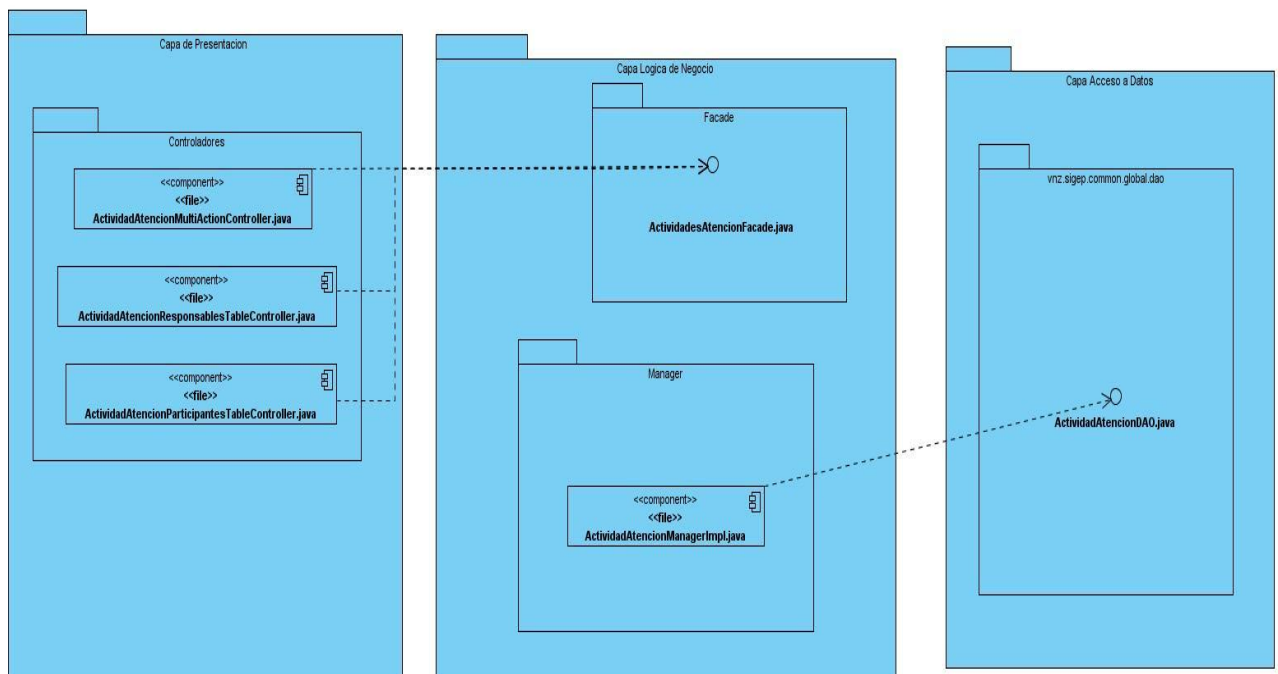 Capa de Presentacion
Controladores
<<component>>
<<file>>
ActividadAtencionMultiActionController.java
<<component>>
<<file>>
ActividadAtencionResponsablesTableController.java
<<component>>
<<file>>
ActividadAtencionParticipantesTableController.java
Capa Logica de Negocio
Facade
ActividadesAtencionFacade.java
Manager
<<component>>
<<file>>
ActividadAtencionManagerImpl.java
Capa Acceso a Datos
vnz.sigep.common.global.dao
ActividadAtencionDAO.java